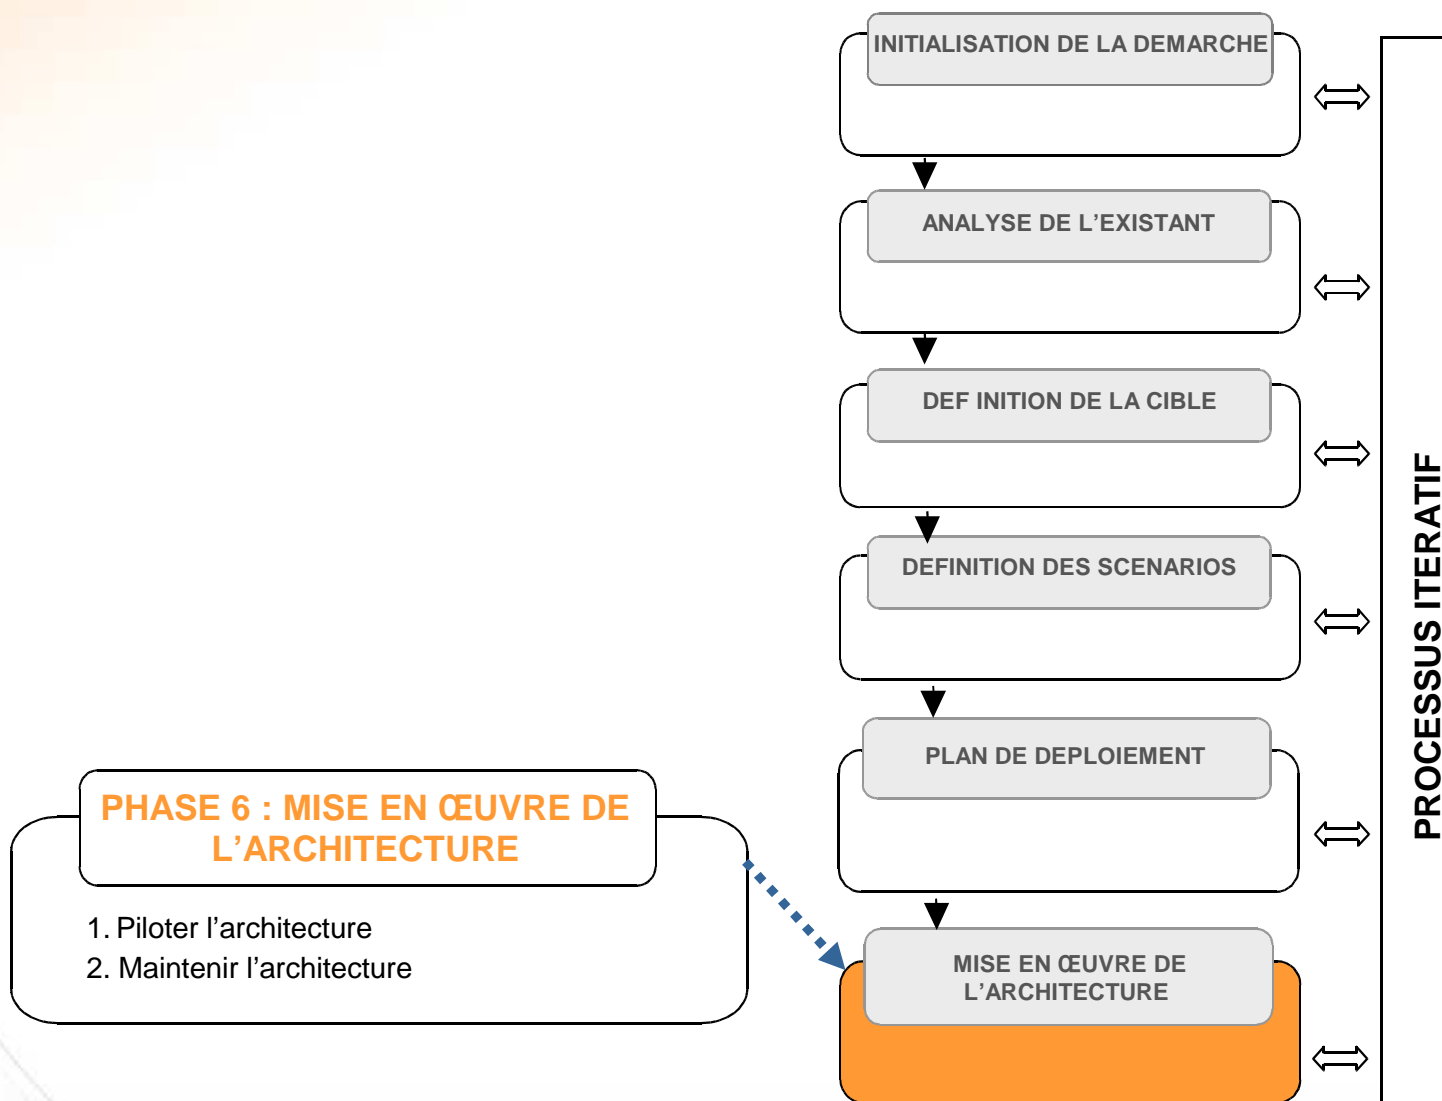 INITIALISATION DE LA DEMARCHE
ANALYSE DE L’EXISTANT
DEF INITION DE LA CIBLE
DEFINITION DES SCENARIOS
PLAN DE DEPLOIEMENT
MISE EN ŒUVRE DE
L’ARCHITECTURE
PROCESSUS ITERATIF
PHASE 6 : MISE EN ŒUVRE DE
L’ARCHITECTURE
1. Piloter l’architecture
2. Maintenir l’architecture